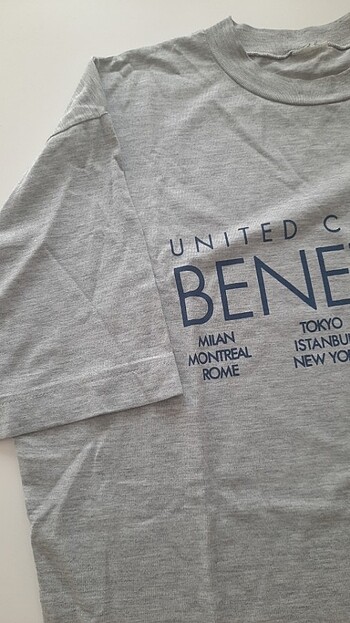 UNITED C
BENE
MILAN TOKYO
MONTREAL ISTANBU
ROME NEW YO